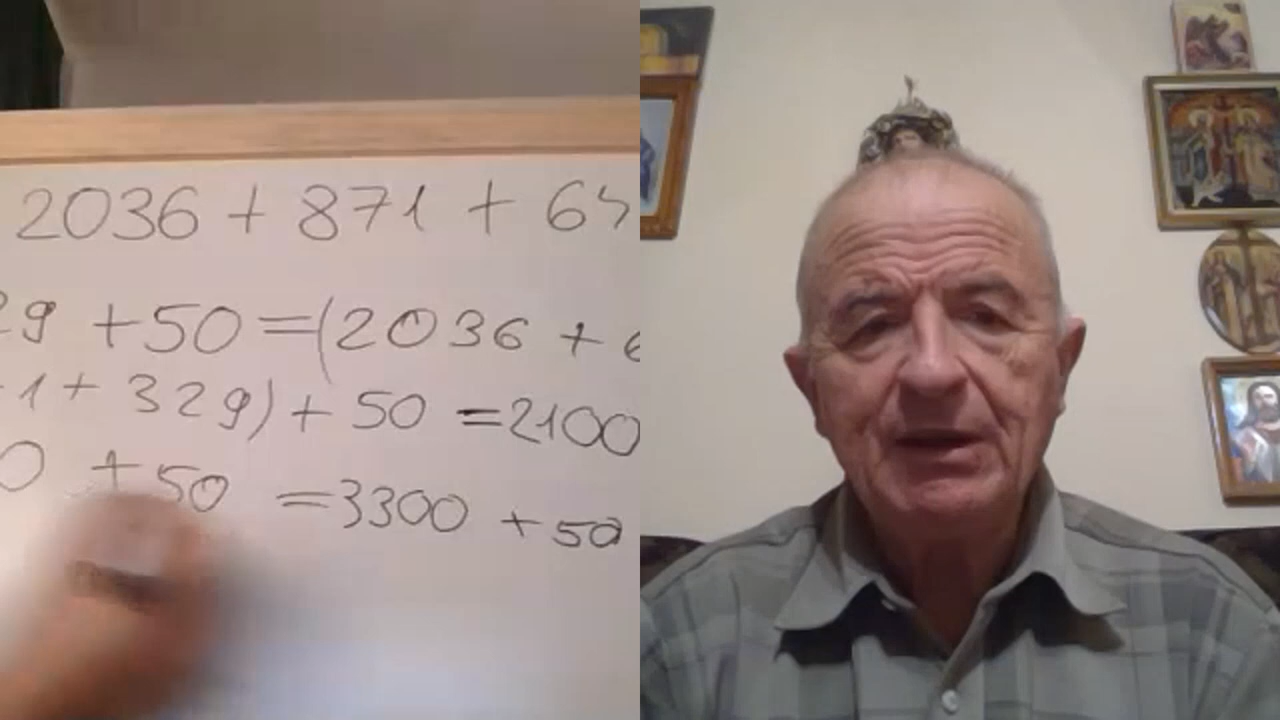 2036 + 871 + 64
29 + 50 = (2036 + 6
1 + 329) + 50 = 2100
0 + 50 = 3300 + 50